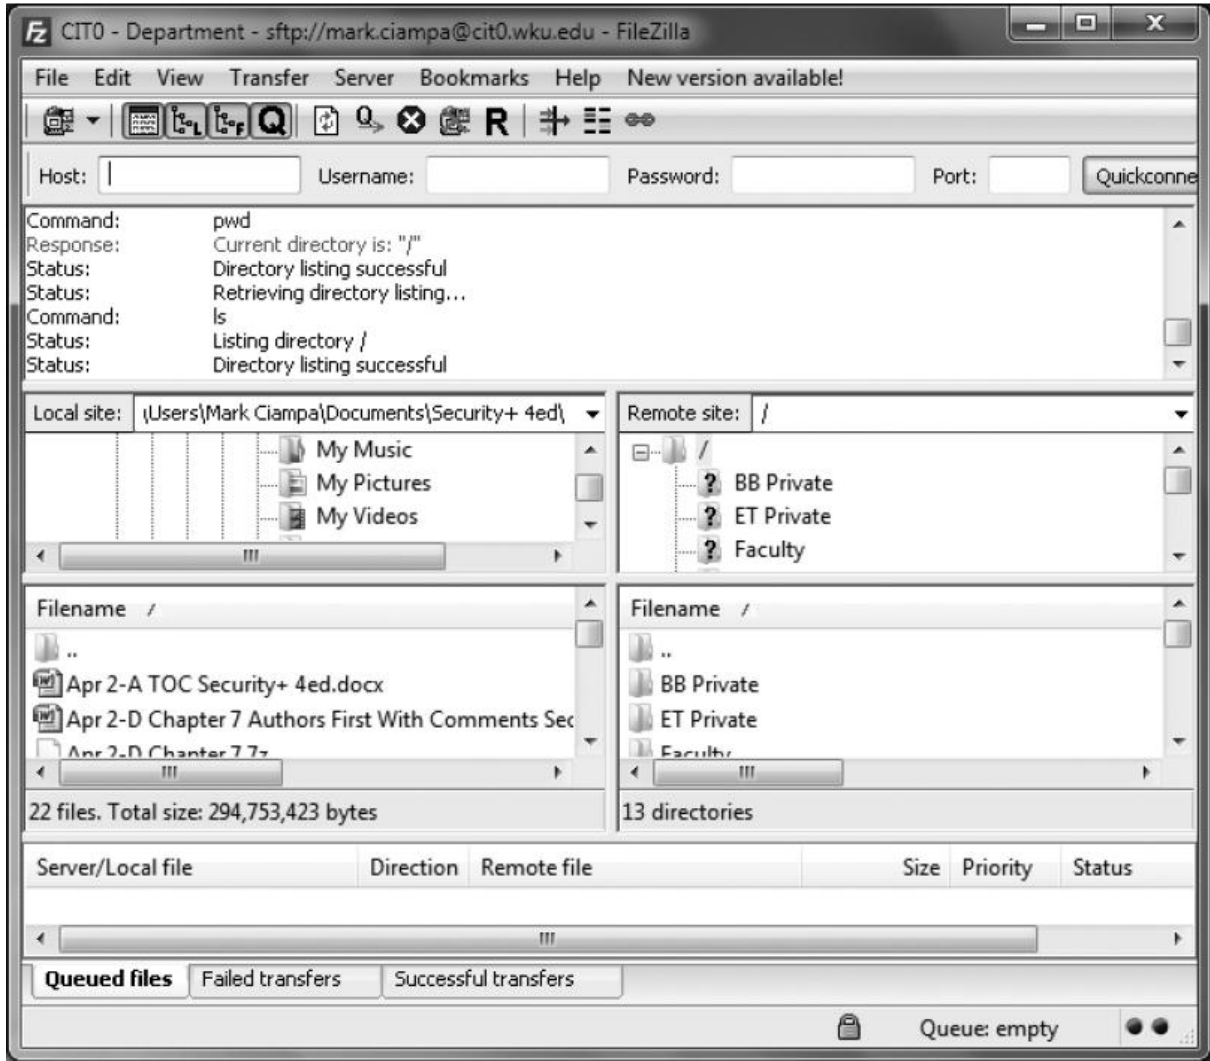 CIT0 - Department - sftp://mark.ciampa@cit0.wku.edu - FileZilla
File Edit View Transfer Server Bookmarks Help New version available!
Host: Username: Password: Port: Quickconne
Command: pwd
Response: Current directory is: "/"
Status: Directory listing successful
Status: Retrieving directory listing...
Command: ls
Status: Listing directory /
Status: Directory listing successful
Local site: \Users\Mark Ciampa\Documents\Security+ 4ed\
My Music
My Pictures
My Videos
Remote site: /
/
BB Private
ET Private
Faculty
Filename /
..
Apr 2-A TOC Security+ 4ed.docx
Apr 2-D Chapter 7 Authors First With Comments Sec
Apr 2-D Chapter 7.7z
22 files. Total size: 294,753,423 bytes
Filename /
..
BB Private
ET Private
Faculty
13 directories
Server/Local file Direction Remote file Size Priority Status
Queued files Failed transfers Successful transfers
Queue: empty